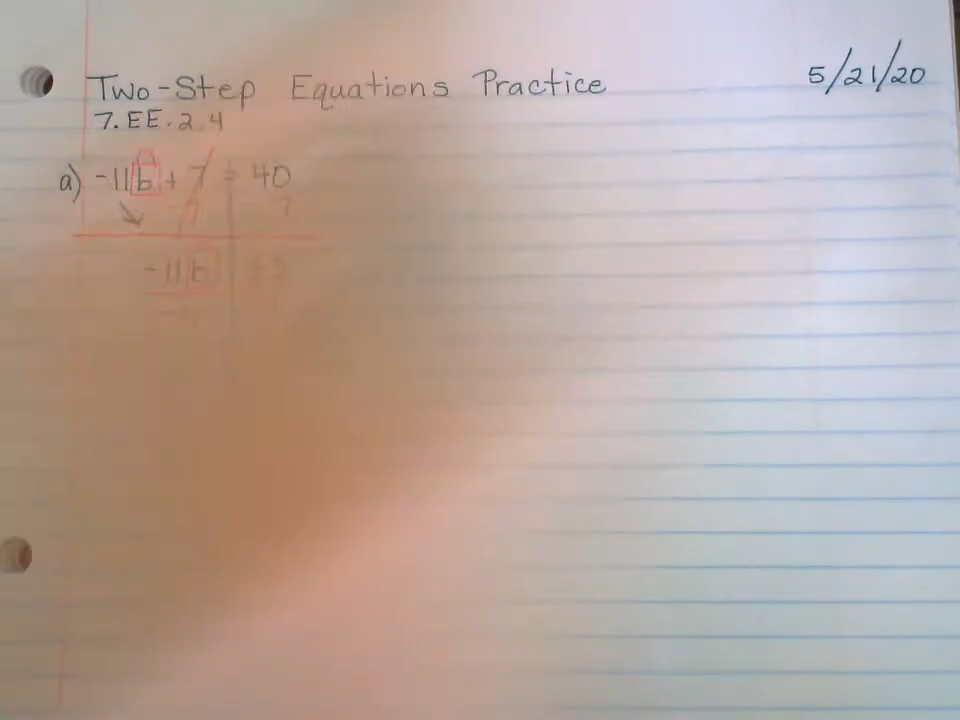 Two-Step Equations Practice 5/21/20
7.EE.2.4
a) -11b + 7 = 40
-7 7
-11b